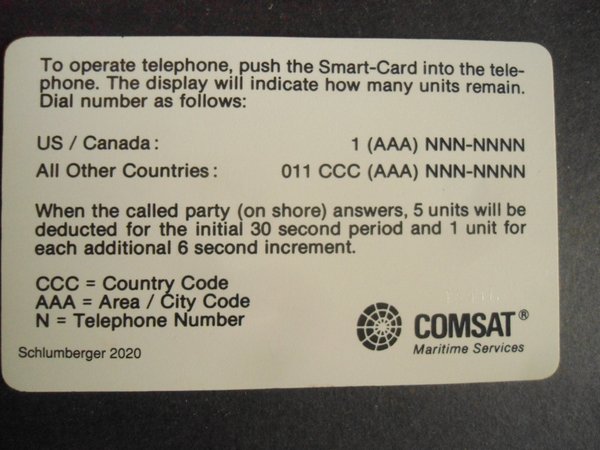 To operate telephone, push the Smart-Card into the tele-
phone. The display will indicate how many units remain.
Dial number as follows:
US / Canada : 1 (AAA) NNN-NNNN
All Other Countries : 011 CCC (AAA) NNN-NNNN
When the called party (on shore) answers, 5 units will be
deducted for the initial 30 second period and 1 unit for
each additional 6 second increment.
CCC = Country Code
AAA = Area / City Code
N = Telephone Number
COMSAT®
Maritime Services
Schlumberger 2020